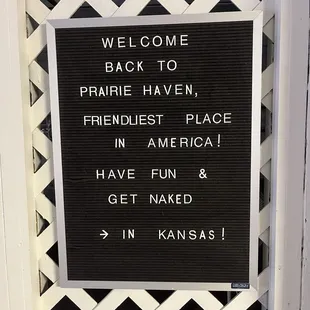 WELCOME
BACK TO
PRAIRIE HAVEN,
FRIENDLIEST PLACE
IN AMERICA!
HAVE FUN &
GET NAKED
→ IN KANSAS!